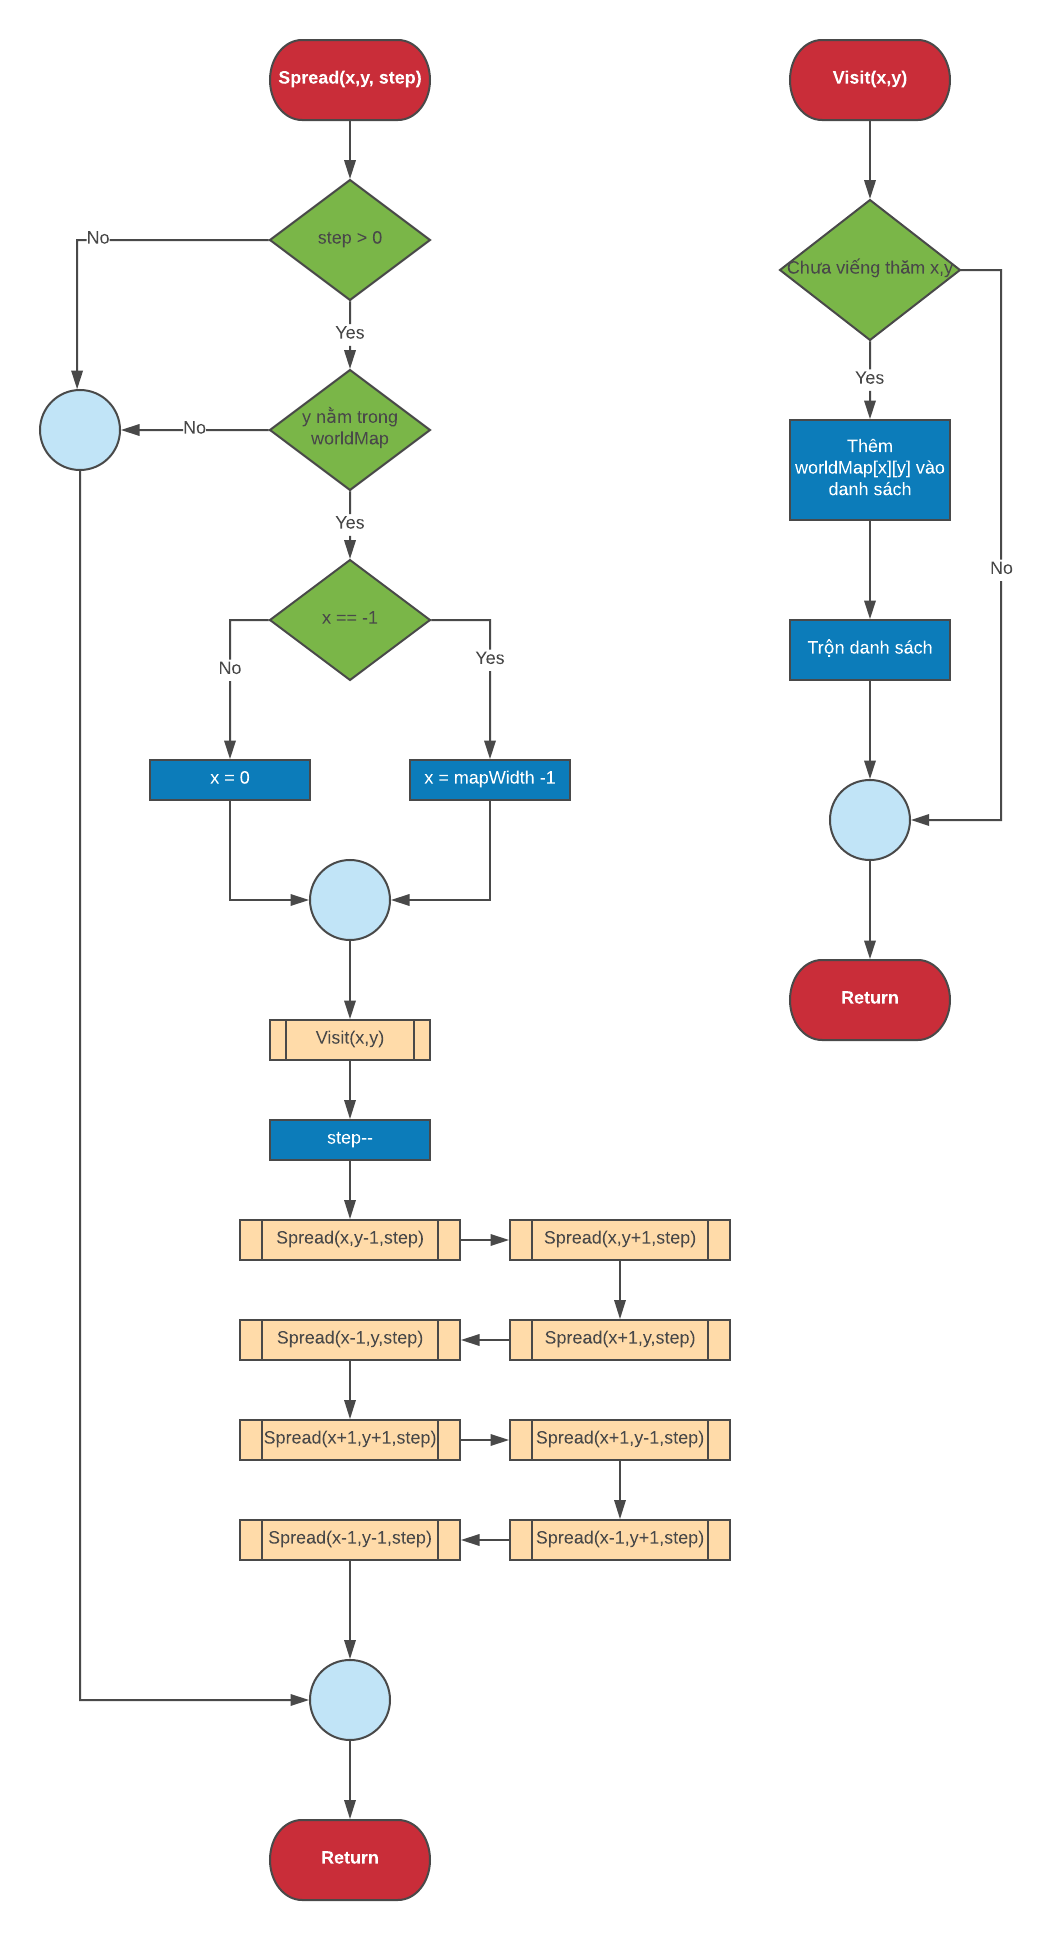 Spread(x,y, step)
step > 0
No
Yes
y nằm trong
worldMap
No
Yes
x == -1
No
Yes
x = 0
x = mapWidth -1
Visit(x,y)
step--
Spread(x,y-1,step)
Spread(x,y+1,step)
Spread(x-1,y,step)
Spread(x+1,y,step)
Spread(x+1,y+1,step)
Spread(x+1,y-1,step)
Spread(x-1,y-1,step)
Spread(x-1,y+1,step)
Return
Visit(x,y)
Chưa viếng thăm x,y
Yes
No
Thêm
worldMap[x][y] vào
danh sách
Trộn danh sách
Return